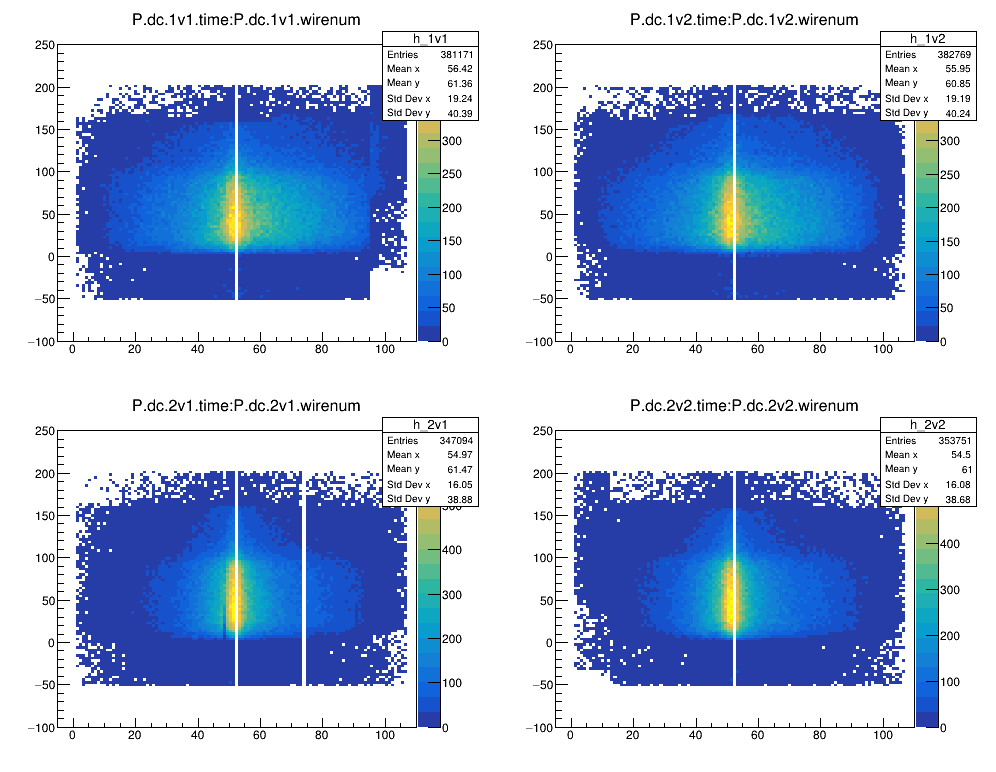 P.dc.1v1.time:P.dc.1v1.wirenum
h_1v1
Entries 381171
Mean x 56.42
Mean y 61.36
Std Dev x 19.24
Std Dev y 40.39
250
200
150
100
50
0
−50
−100
0 20 40 60 80 100
300
250
200
150
100
50
0
P.dc.1v2.time:P.dc.1v2.wirenum
h_1v2
Entries 382769
Mean x 55.95
Mean y 60.85
Std Dev x 19.19
Std Dev y 40.24
250
200
150
100
50
0
−50
−100
0 20 40 60 80 100
300
250
200
150
100
50
0
P.dc.2v1.time:P.dc.2v1.wirenum
h_2v1
Entries 347094
Mean x 54.97
Mean y 61.47
Std Dev x 16.05
Std Dev y 38.88
250
200
150
100
50
0
−50
−100
0 20 40 60 80 100
500
400
300
200
100
0
P.dc.2v2.time:P.dc.2v2.wirenum
h_2v2
Entries 353751
Mean x 54.5
Mean y 61
Std Dev x 16.08
Std Dev y 38.68
250
200
150
100
50
0
−50
−100
0 20 40 60 80 100
400
300
200
100
0